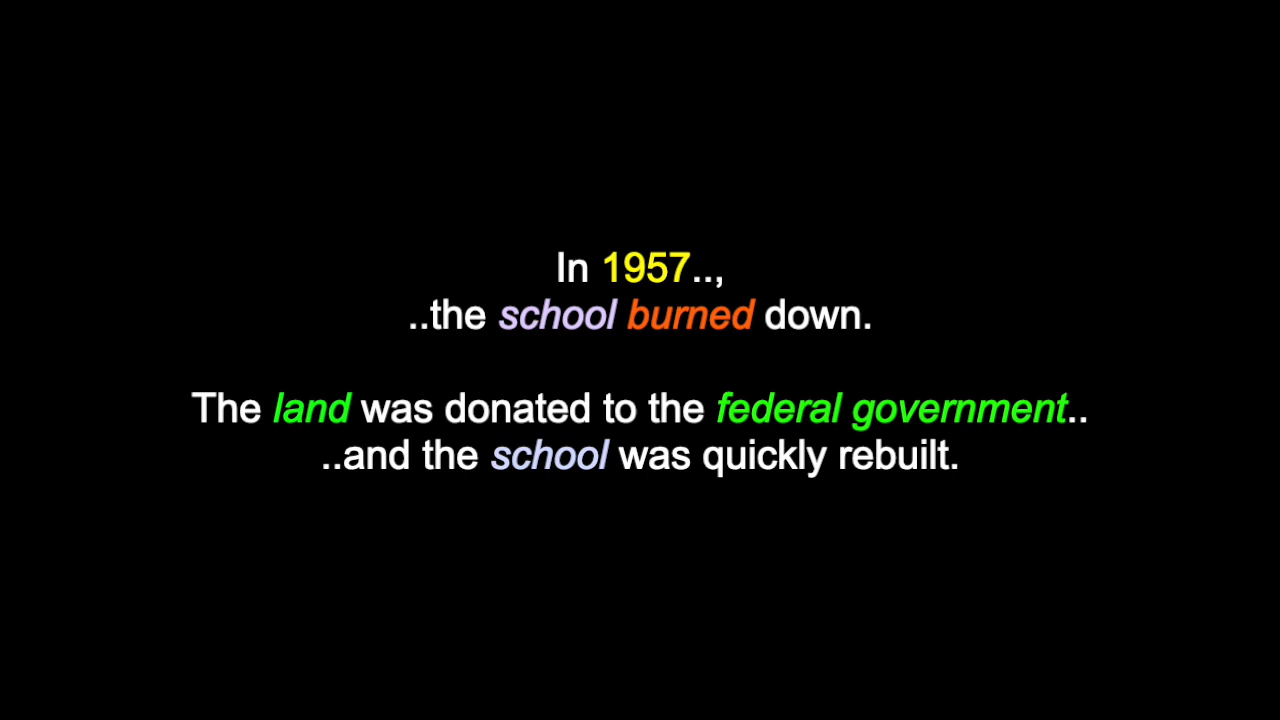 In 1957..,
..the school burned down.
The land was donated to the federal government..
..and the school was quickly rebuilt.